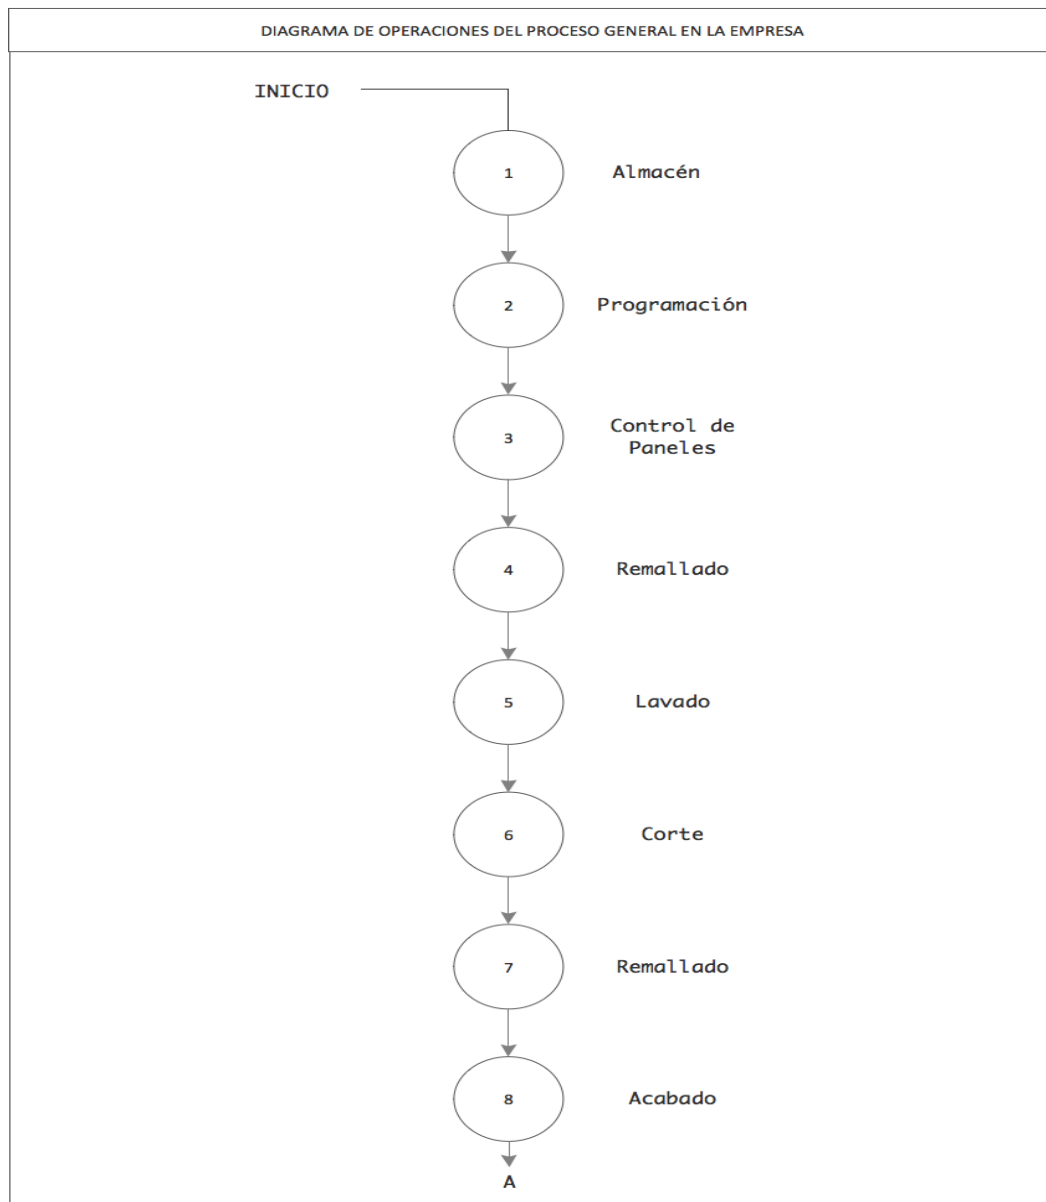 DIAGRAMA DE OPERACIONES DEL PROCESO GENERAL EN LA EMPRESA
INICIO
1 Almacén
2 Programación
3 Control de
Paneles
4 Remallado
5 Lavado
6 Corte
7 Remallado
8 Acabado
A